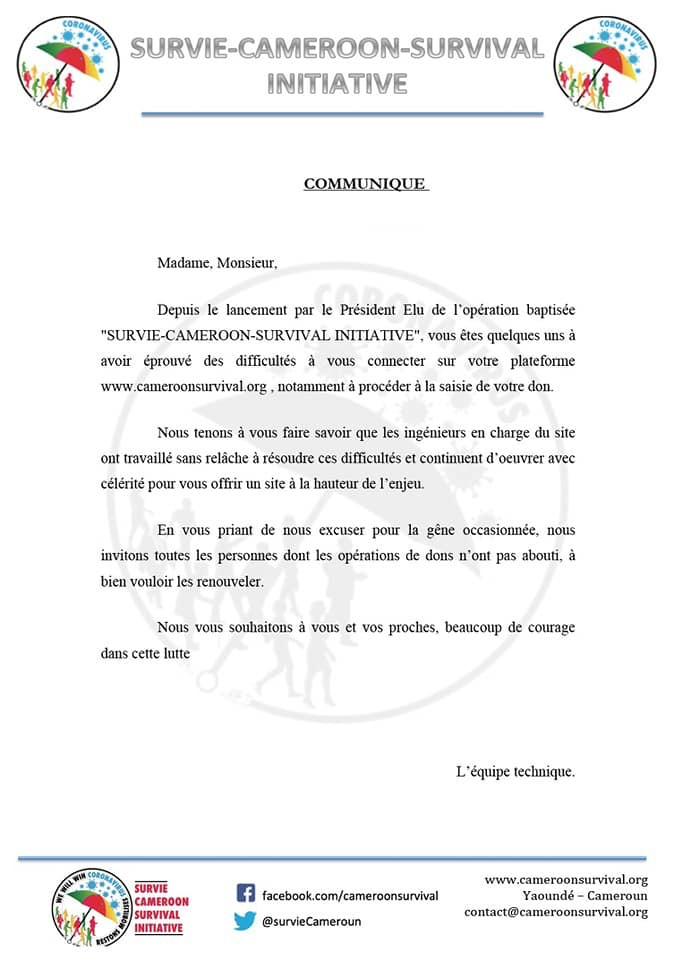 CORONAVIRUS
SURVIE-CAMEROON-SURVIVAL
INITIATIVE
CORONAVIRUS
COMMUNIQUE
Madame, Monsieur,
Depuis le lancement par le Président Elu de l’opération baptisée
"SURVIE-CAMEROON-SURVIVAL INITIATIVE", vous êtes quelques uns à
avoir éprouvé des difficultés à vous connecter sur votre plateforme
www.cameroonsurvival.org , notamment à procéder à la saisie de votre don.
Nous tenons à vous faire savoir que les ingénieurs en charge du site
ont travaillé sans relâche à résoudre ces difficultés et continuent d’oeuvrer avec
célérité pour vous offrir un site à la hauteur de l’enjeu.
En vous priant de nous excuser pour la gêne occasionnée, nous
invitons toutes les personnes dont les opérations de dons n’ont pas abouti, à
bien vouloir les renouveler.
Nous vous souhaitons à vous et vos proches, beaucoup de courage
dans cette lutte
CORONAVIRUS
L’équipe technique.
WE WILL WIN CORONAVIRUS
RESTONS MOBILISES
SURVIE
CAMEROON
SURVIVAL
INITIATIVE
facebook.com/cameroonsurvival
@survieCameroun
www.cameroonsurvival.org
Yaoundé – Cameroun
contact@cameroonsurvival.org